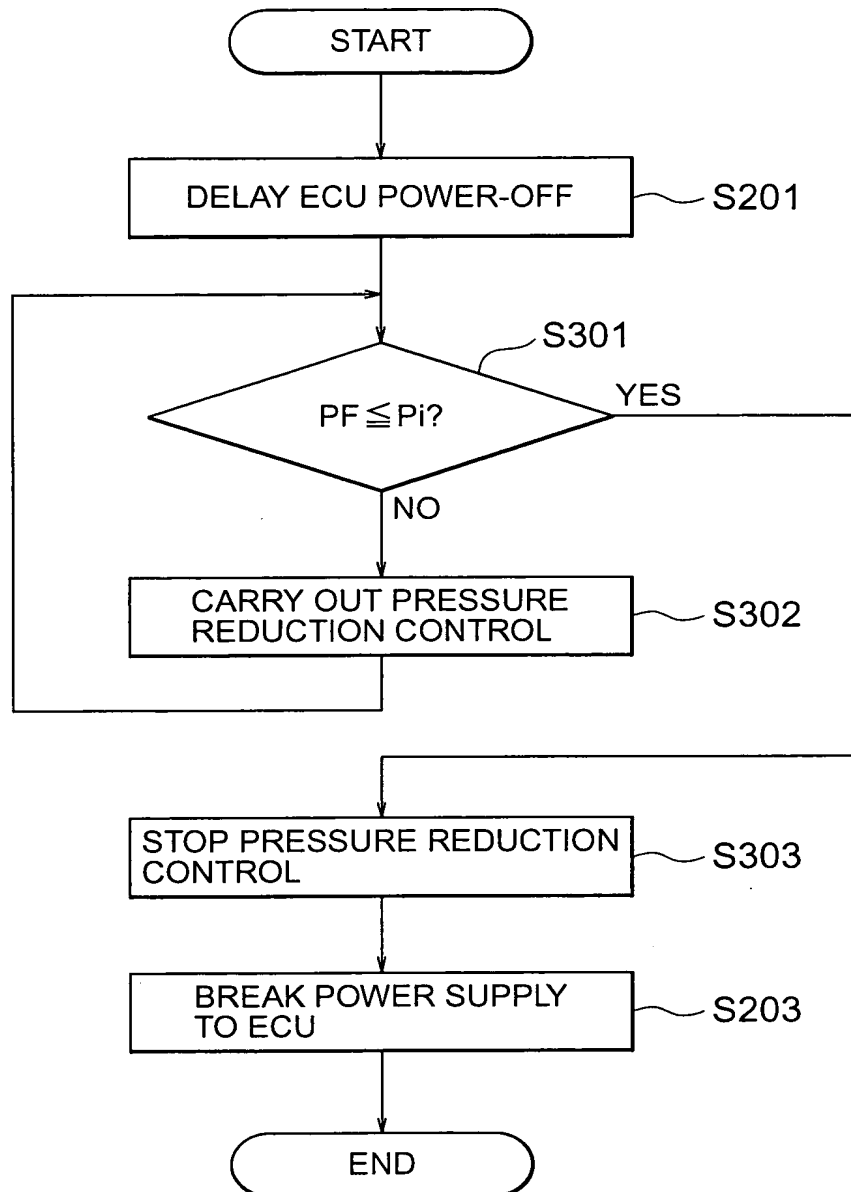 START
DELAY ECU POWER-OFF
S201
S301
PF ≦ Pi?
YES
NO
CARRY OUT PRESSURE
REDUCTION CONTROL
S302
STOP PRESSURE REDUCTION
CONTROL
S303
BREAK POWER SUPPLY
TO ECU
S203
END